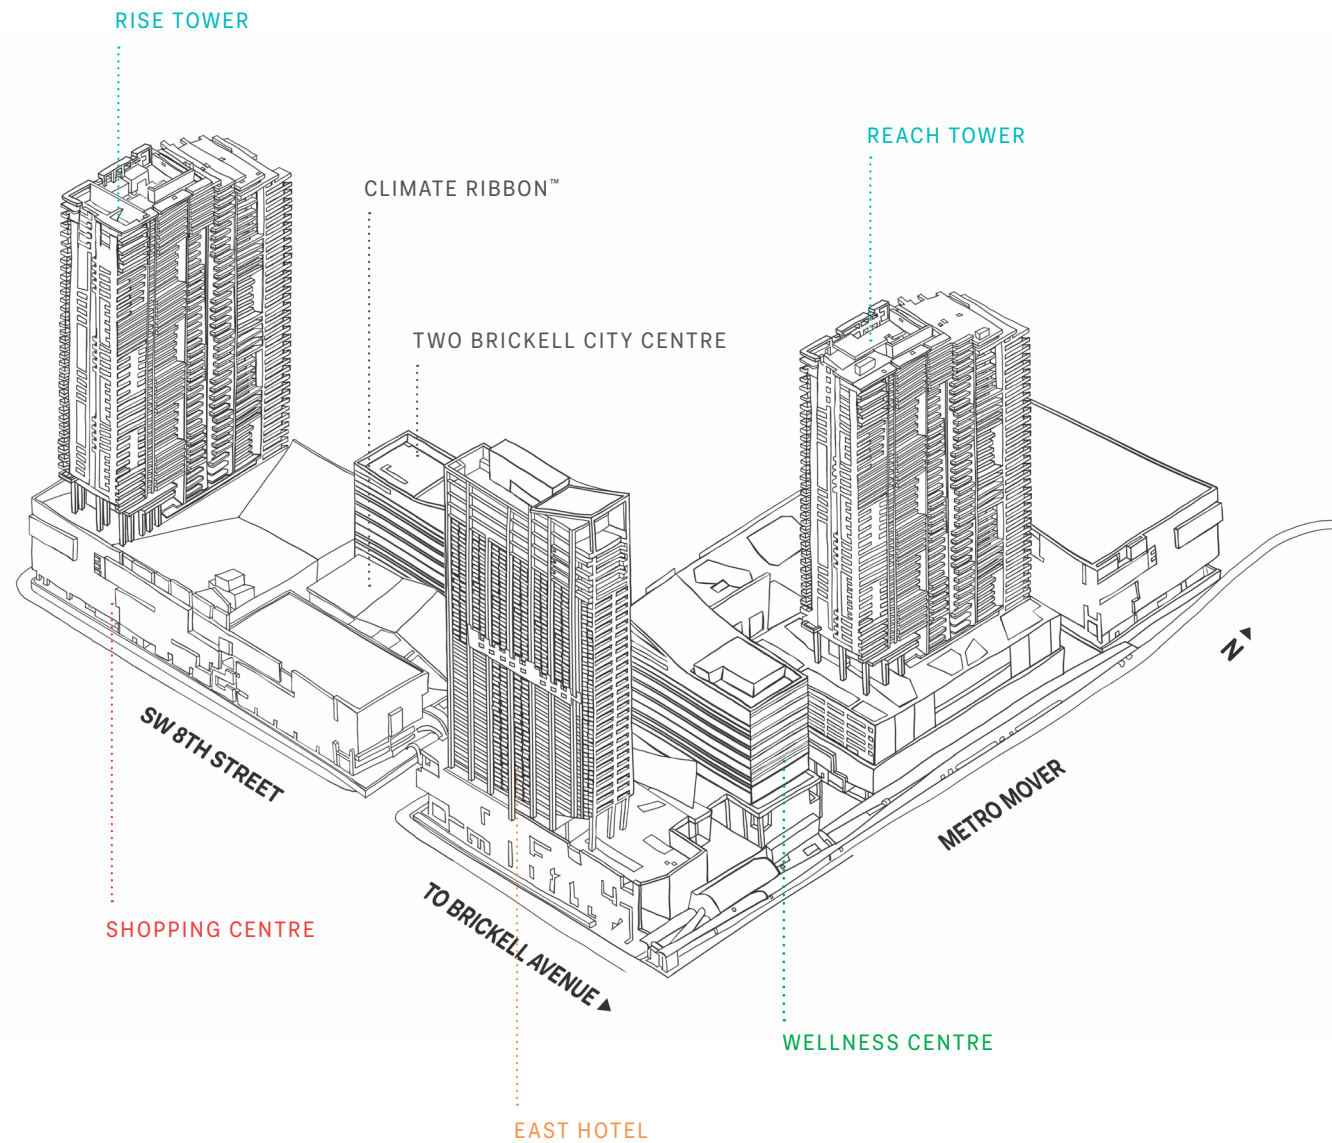 RISE TOWER
REACH TOWER
CLIMATE RIBBON™
TWO BRICKELL CITY CENTRE
N
SW 8TH STREET
METRO MOVER
TO BRICKELL AVENUE
SHOPPING CENTRE
WELLNESS CENTRE
EAST HOTEL